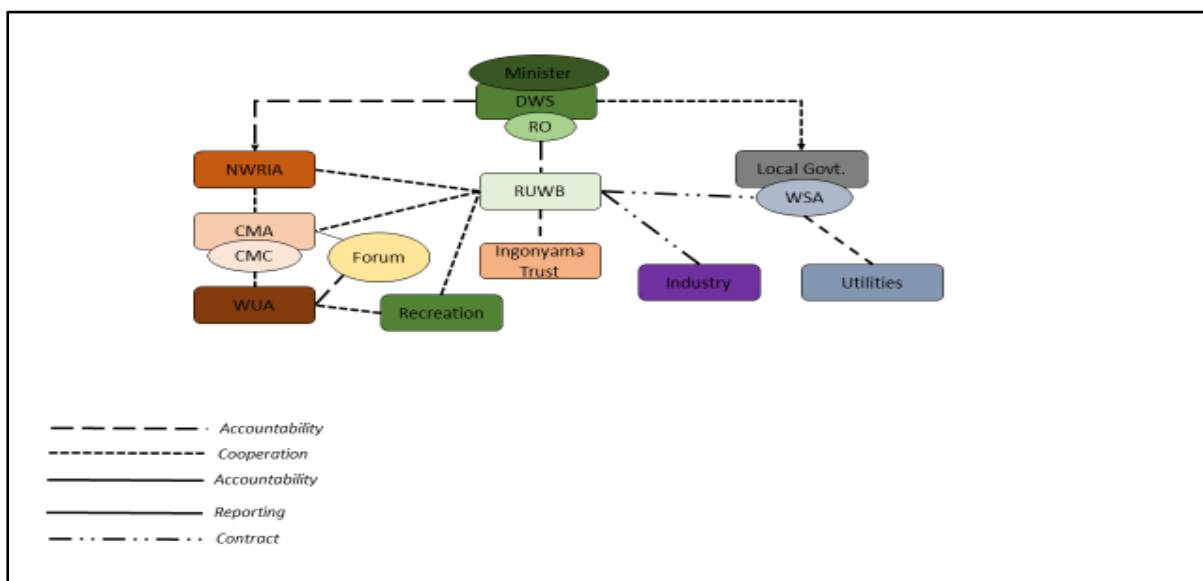 Minister
DWS
RO
NWRIA
Local Govt.
RUWB
WSA
CMA
CMC
Forum
Ingonyama
Trust
Industry
Utilities
WUA
Recreation
Accountability
Cooperation
Accountability
Reporting
Contract